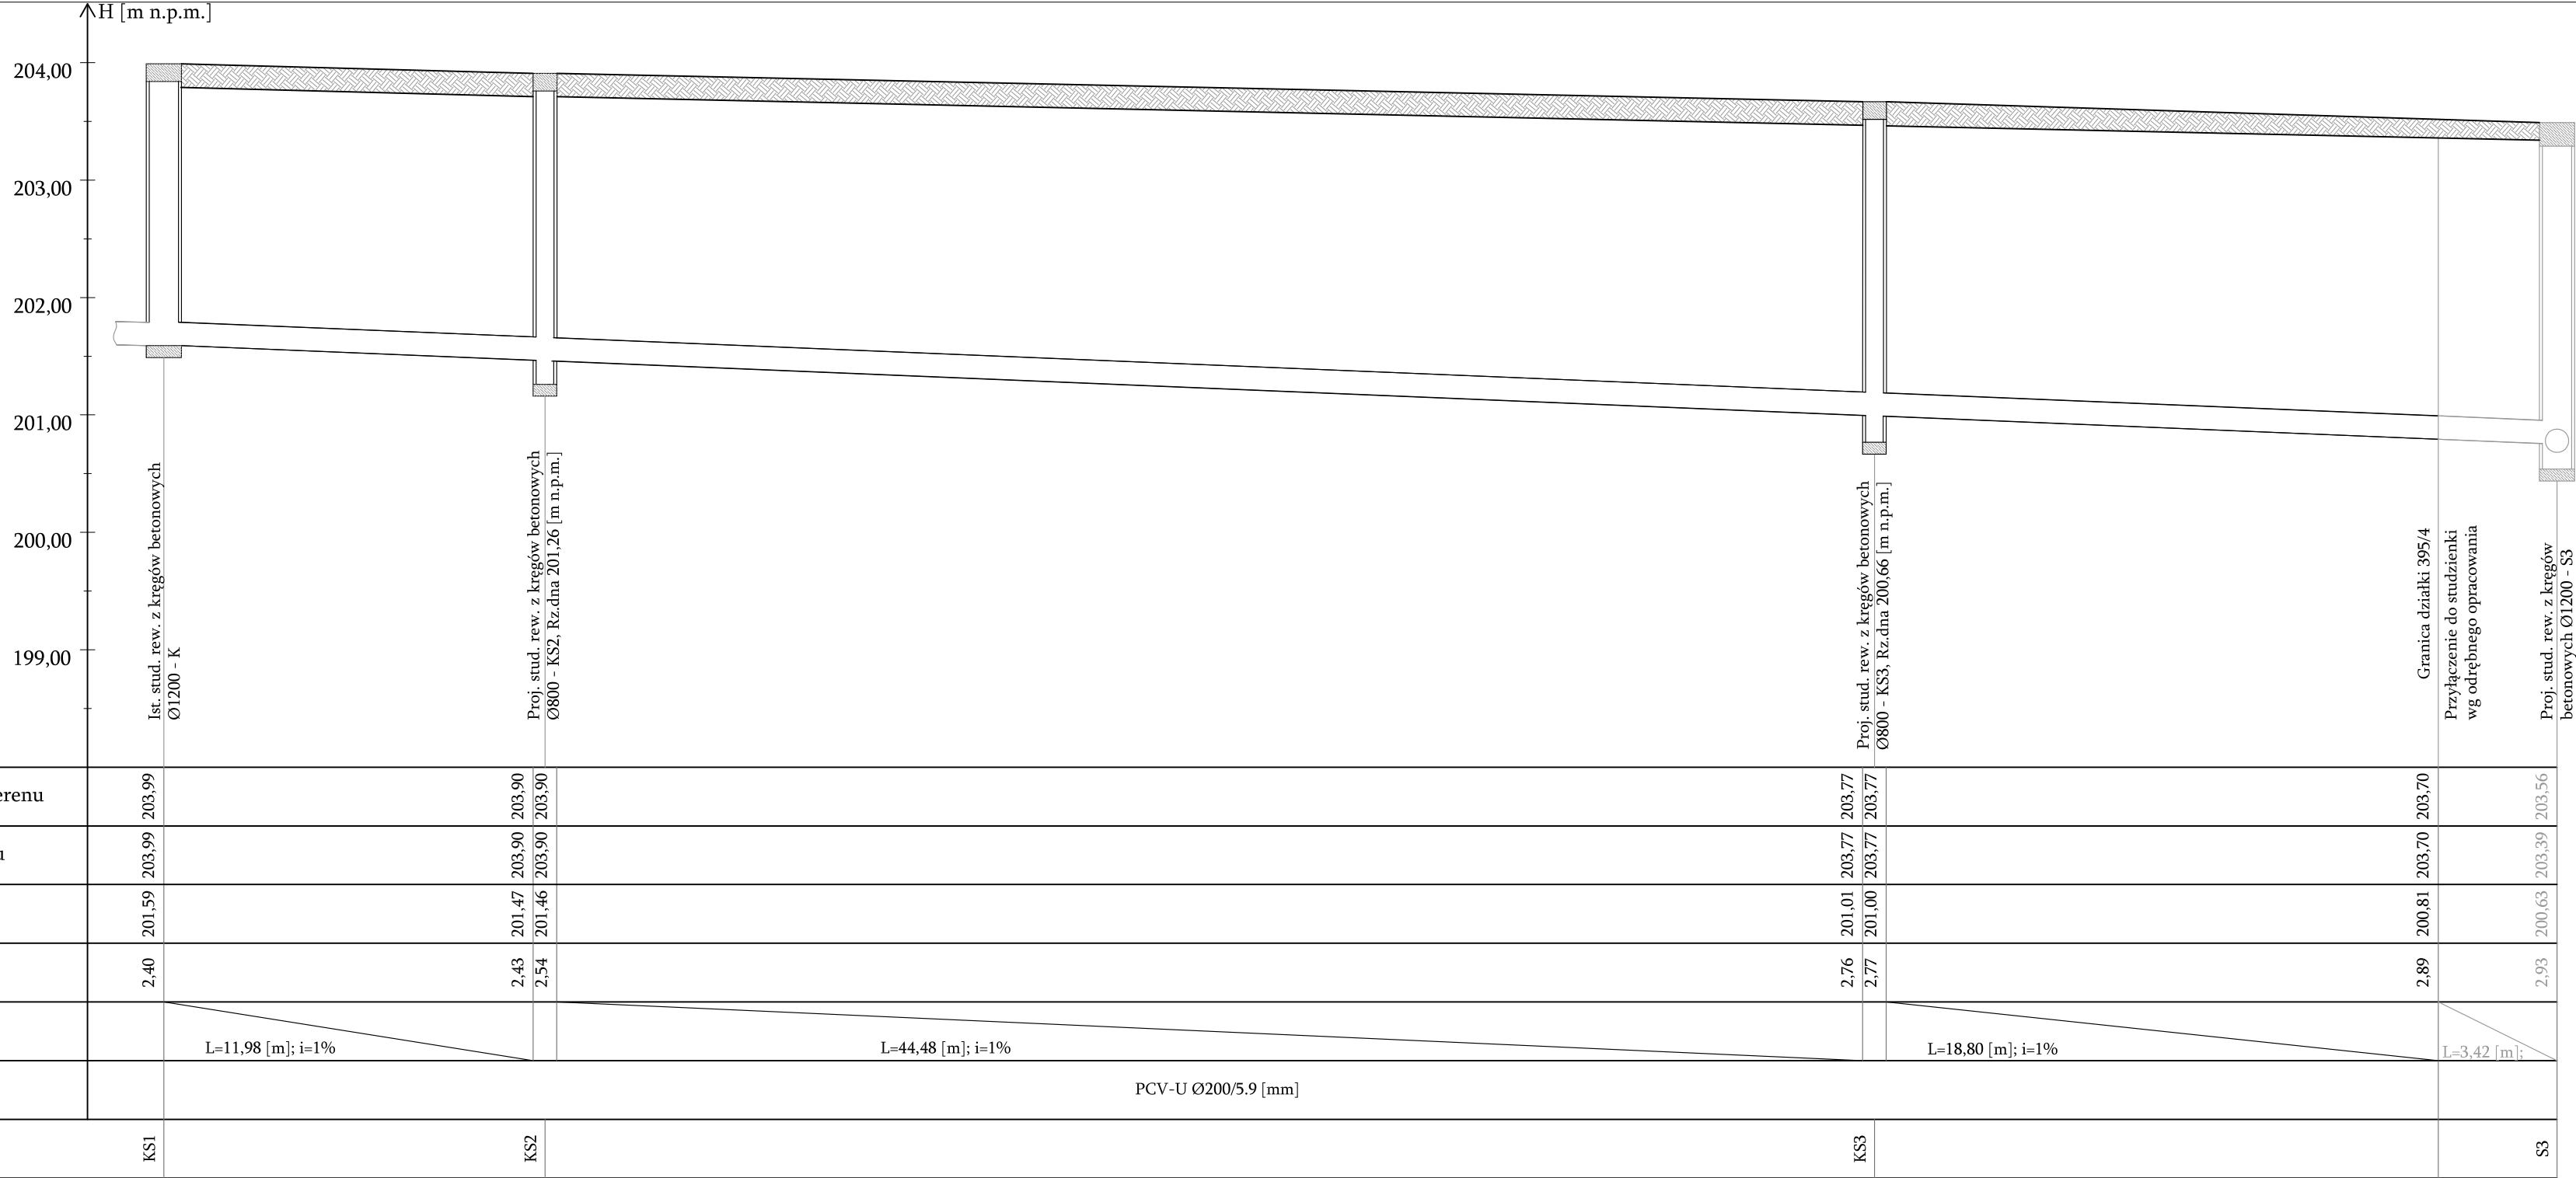 H [m n.p.m.]
204,00
203,00
202,00
201,00
200,00
199,00
Ist. stud. rew. z kręgów betonowych
Ø1200 - K
Proj. stud. rew. z kręgów betonowych
Ø800 - KS2, Rz.dna 201,26 [m n.p.m.]
Proj. stud. rew. z kręgów betonowych
Ø800 - KS3, Rz.dna 200,66 [m n.p.m.]
Granica działki 395/4
Przyłączenie do studzienki
wg odrębnego opracowania
Proj. stud. rew. z kręgów
betonowych Ø1200 - S3
erenu 203,99 203,90 203,90 203,77 203,77 203,70 203,56
u 203,99 203,90 203,90 203,77 203,77 203,70 203,39
201,59 201,47 201,46 201,01 201,00 200,81 200,63
2,40 2,43 2,54 2,76 2,77 2,89 2,93
L=11,98 [m]; i=1% L=44,48 [m]; i=1% L=18,80 [m]; i=1% L=3,42 [m];
PCV-U Ø200/5.9 [mm]
KS1 KS2 KS3 S3